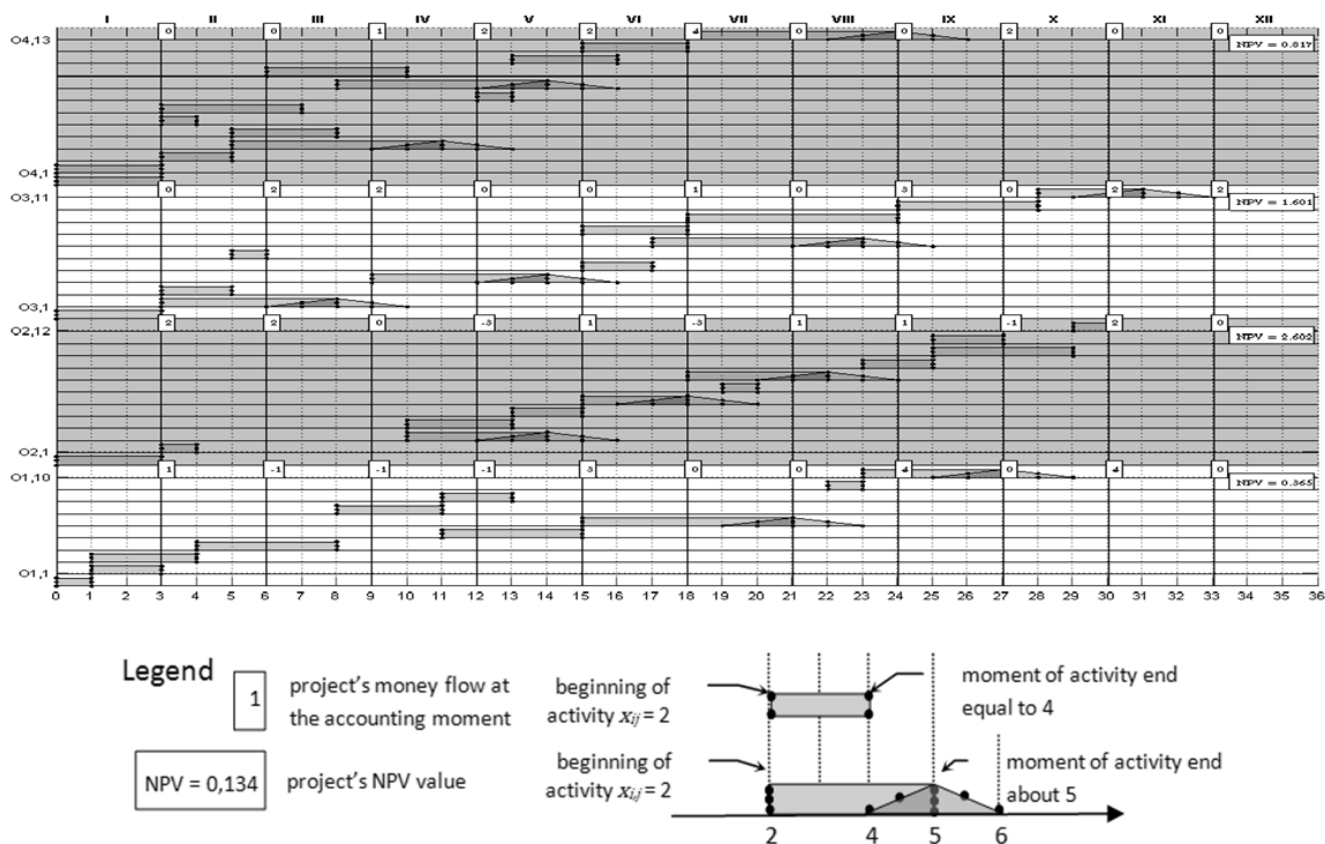 I II III IV V VI VII VIII IX X XI XII
O4,13 0 0 1 2 2 4 0 0 2 0 0
NPV = 0.817
O4,1
0 2 2 0 0 1 0 3 0 2 2
O3,11 NPV = 1.601
O3,1
2 2 0 -3 1 -3 1 1 -1 2 0
O2,12 NPV = 2.602
O2,1
1 -1 -1 -1 3 0 0 4 0 4 0
O1,10 NPV = 0.365
O1,1
0 1 2 3 4 5 6 7 8 9 10 11 12 13 14 15 16 17 18 19 20 21 22 23 24 25 26 27 28 29 30 31 32 33 34 35 36
Legend
1 project's money flow at
the accounting moment
NPV = 0,134 project's NPV value
beginning of
activity xij = 2
moment of activity end
equal to 4
beginning of
activity xi,j = 2
moment of activity end
about 5
2 4 5 6